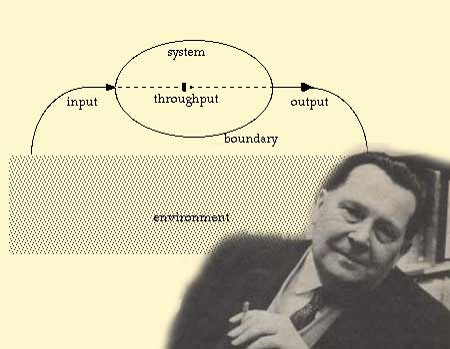 system
input
throughput
output
boundary
environment